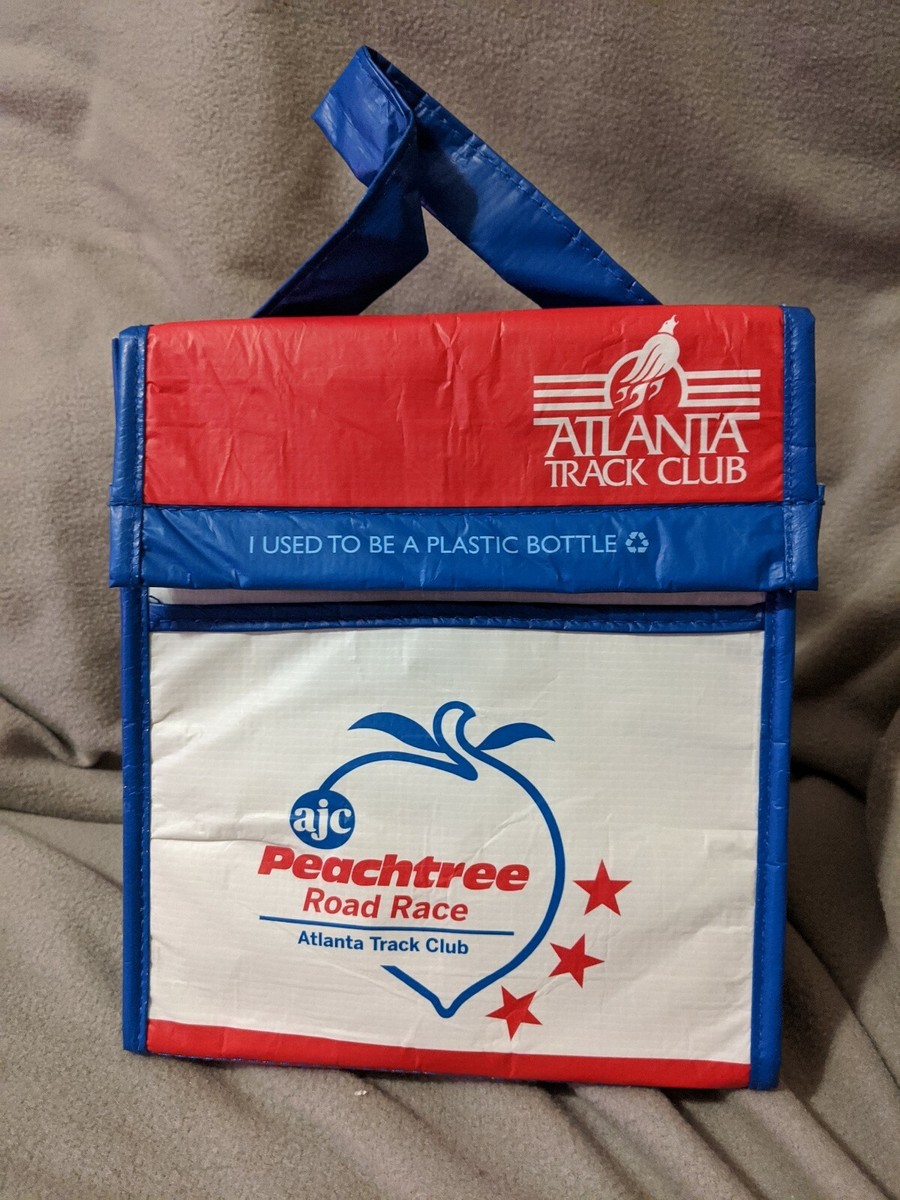 ATLANTA
TRACK CLUB
I USED TO BE A PLASTIC BOTTLE
ajc
Peachtree
Road Race
Atlanta Track Club